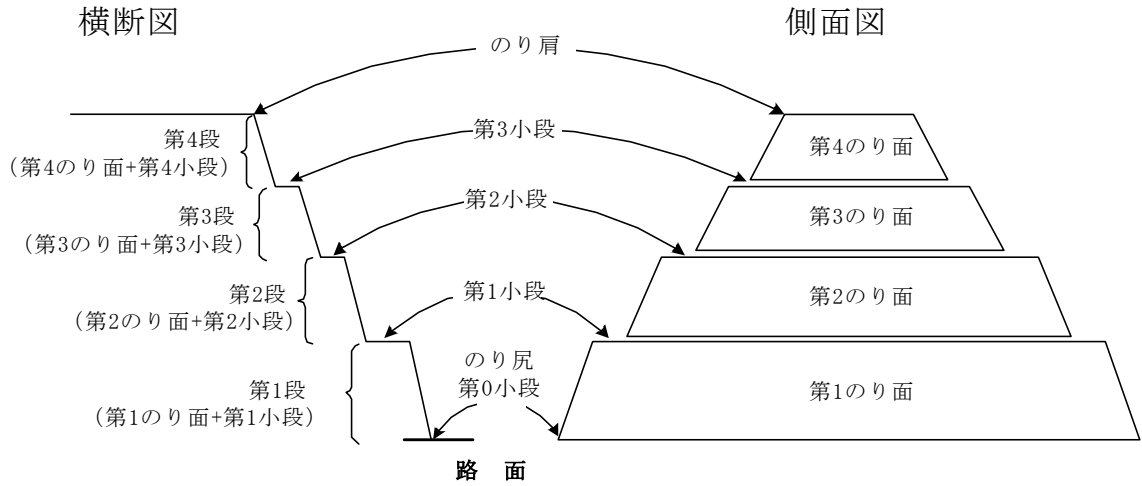 横断図
側面図
のり肩
第4段
(第4のり面+第4小段)
第3小段
第4のり面
第3段
(第3のり面+第3小段)
第2小段
第3のり面
第2段
(第2のり面+第2小段)
第1小段
第2のり面
第1段
(第1のり面+第1小段)
のり尻
第0小段
第1のり面
路 面